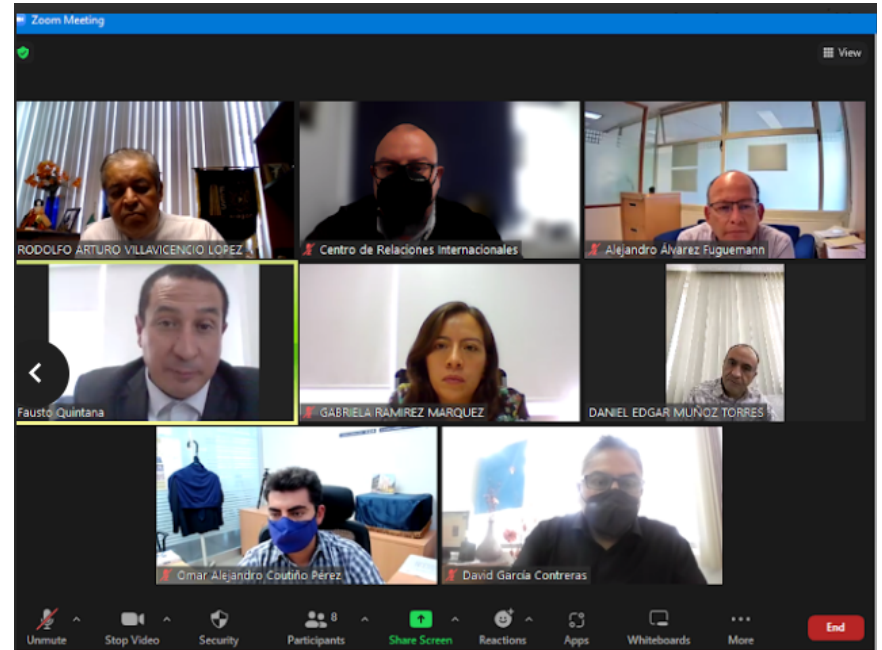 Zoom Meeting
View
RODOLFO ARTURO VILLAVICENCIO LOPEZ
Centro de Relaciones Internacionales
Alejandro Álvarez Fuguemann
Fausto Quintana
GABRIELA RAMIREZ MARQUEZ
DANIEL EDGAR MUÑOZ TORRES
Omar Alejandro Coutiño Pérez
David García Contreras
Unmute
Stop Video
Security
8
Participants
Share Screen
Reactions
Apps
Whiteboards
More
End